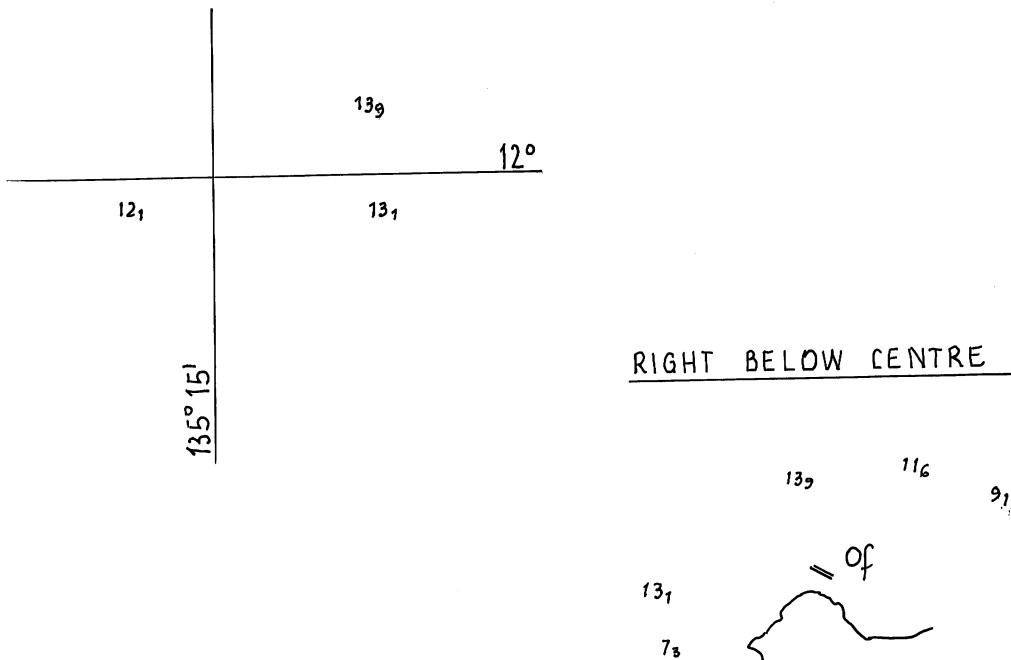 13₉
12°
12₁ 13₁
135° 15'
RIGHT BELOW CENTRE
13₉ 11₆ 9₁
Of
13₁
7₃